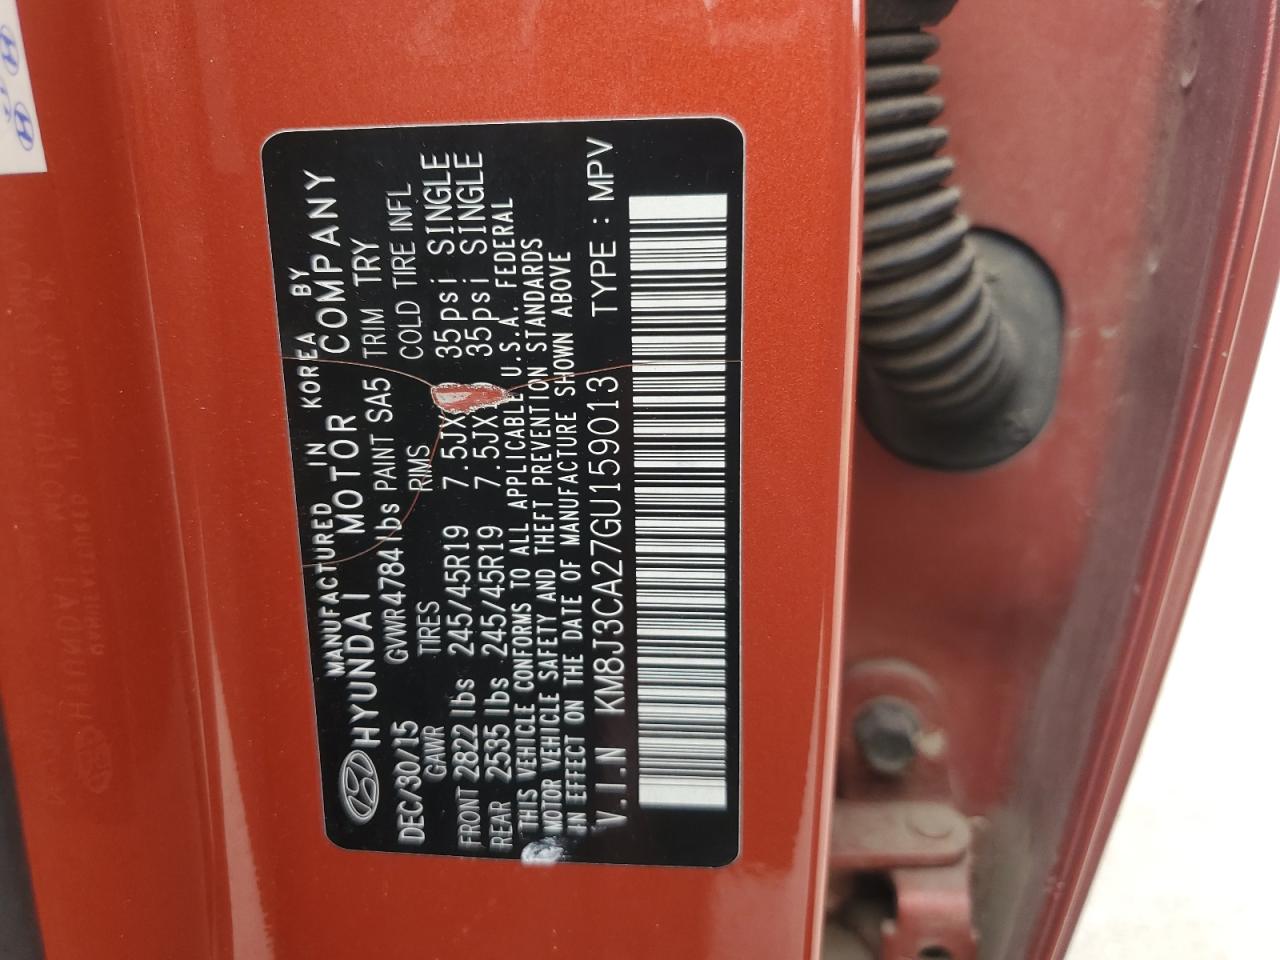 MANUFACTURED IN KOREA BY
HYUNDAI MOTOR COMPANY
DEC/30/15 GVWR 4784 lbs PAINT SA5 TRIM TRY
GAWR TIRES RIMS COLD TIRE INFL
FRONT 2822 lbs 245/45R19 7.5JX 35psi SINGLE
REAR 2535 lbs 245/45R19 7.5JX 35psi SINGLE
THIS VEHICLE CONFORMS TO ALL APPLICABLE U.S.A. FEDERAL
MOTOR VEHICLE SAFETY AND THEFT PREVENTION STANDARDS
IN EFFECT ON THE DATE OF MANUFACTURE SHOWN ABOVE
V.I.N KM8J3CA27GU159013 TYPE : MPV